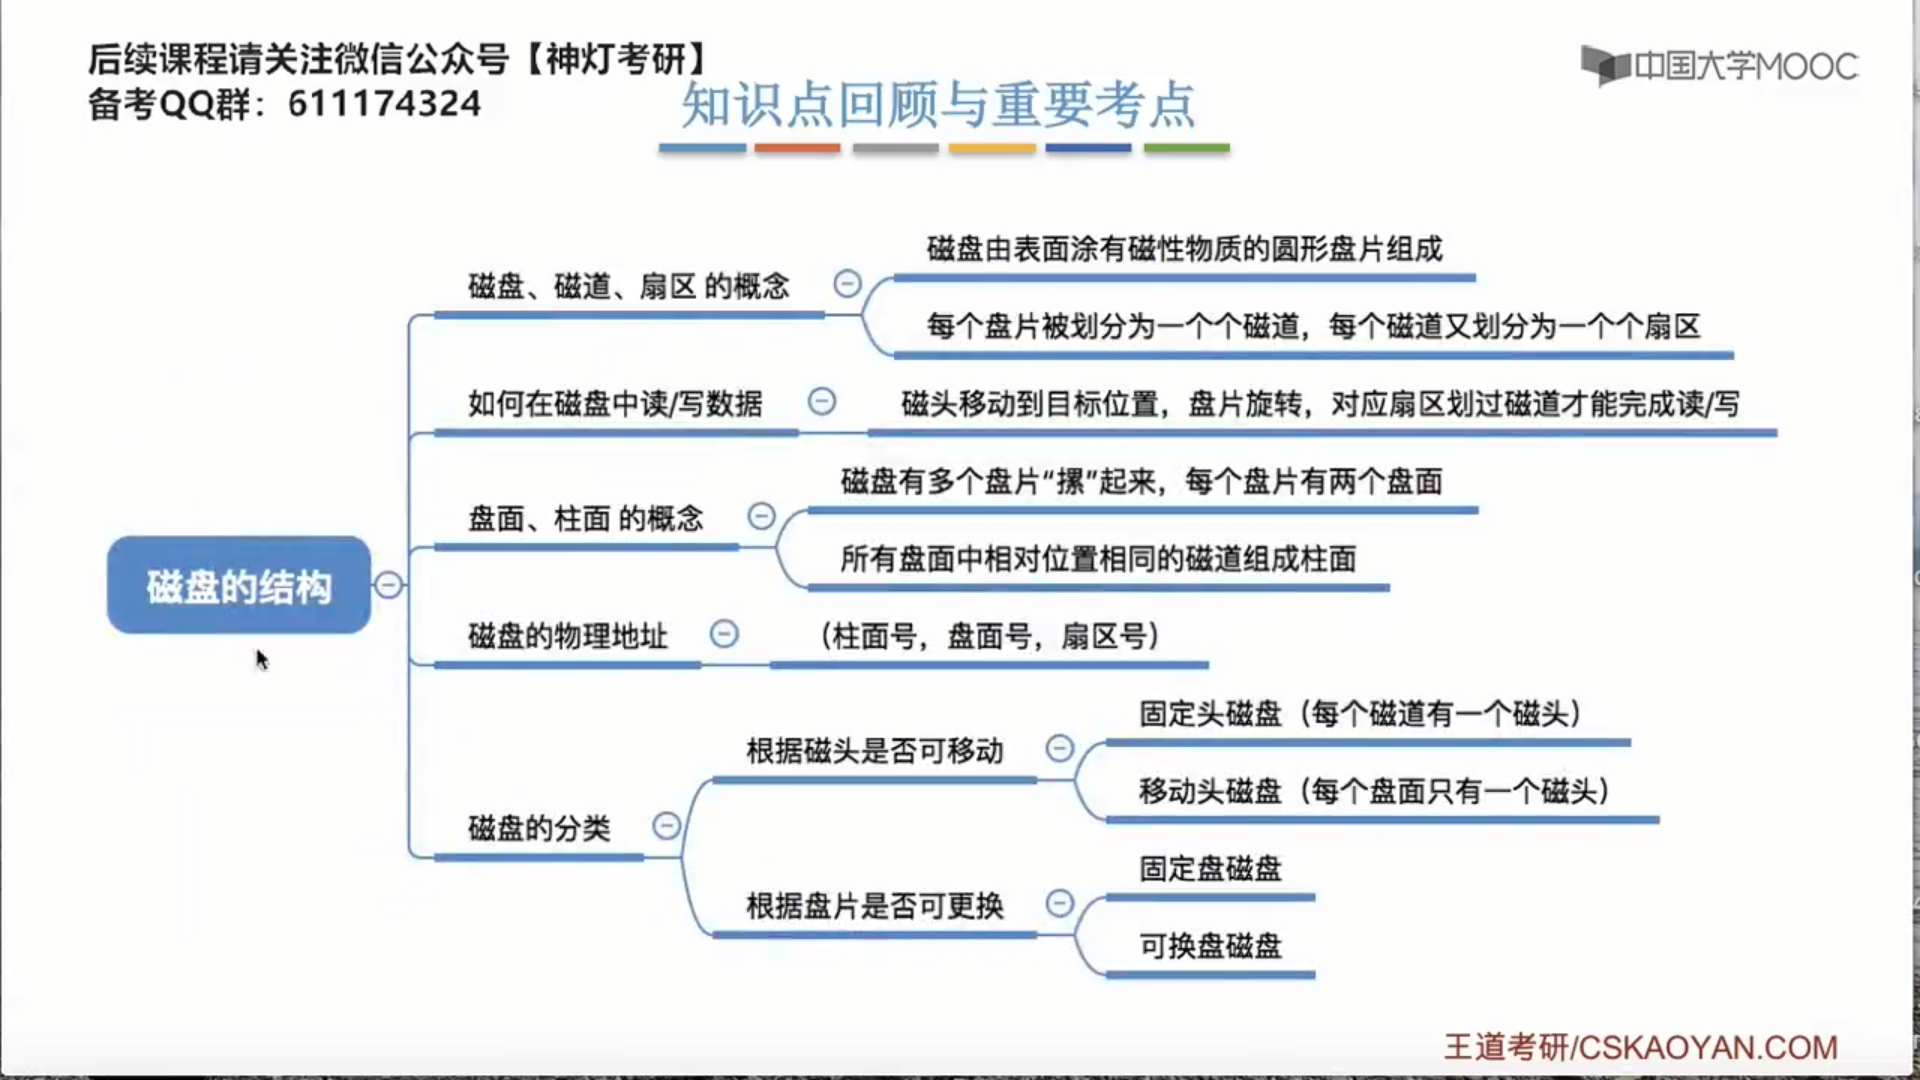 后续课程请关注微信公众号【神灯考研】
备考QQ群：611174324
中国大学MOOC
知识点回顾与重要考点
磁盘的结构
磁盘、磁道、扇区 的概念
磁盘由表面涂有磁性物质的圆形盘片组成
每个盘片被划分为一个个磁道，每个磁道又划分为一个个扇区
如何在磁盘中读/写数据
磁头移动到目标位置，盘片旋转，对应扇区划过磁道才能完成读/写
盘面、柱面 的概念
磁盘有多个盘片“摞”起来，每个盘片有两个盘面
所有盘面中相对位置相同的磁道组成柱面
磁盘的物理地址
（柱面号，盘面号，扇区号）
磁盘的分类
根据磁头是否可移动
固定头磁盘（每个磁道有一个磁头）
移动头磁盘（每个盘面只有一个磁头）
根据盘片是否可更换
固定盘磁盘
可换盘磁盘
王道考研/CSKAOYAN.COM